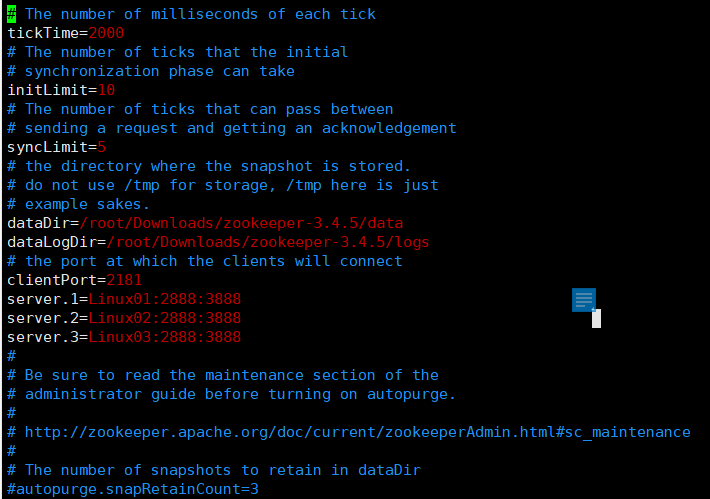 # The number of milliseconds of each tick
tickTime=2000
# The number of ticks that the initial
# synchronization phase can take
initLimit=10
# The number of ticks that can pass between
# sending a request and getting an acknowledgement
syncLimit=5
# the directory where the snapshot is stored.
# do not use /tmp for storage, /tmp here is just
# example sakes.
dataDir=/root/Downloads/zookeeper-3.4.5/data
dataLogDir=/root/Downloads/zookeeper-3.4.5/logs
# the port at which the clients will connect
clientPort=2181
server.1=Linux01:2888:3888
server.2=Linux02:2888:3888
server.3=Linux03:2888:3888
#
# Be sure to read the maintenance section of the
# administrator guide before turning on autopurge.
#
# http://zookeeper.apache.org/doc/current/zookeeperAdmin.html#sc_maintenance
#
# The number of snapshots to retain in dataDir
#autopurge.snapRetainCount=3